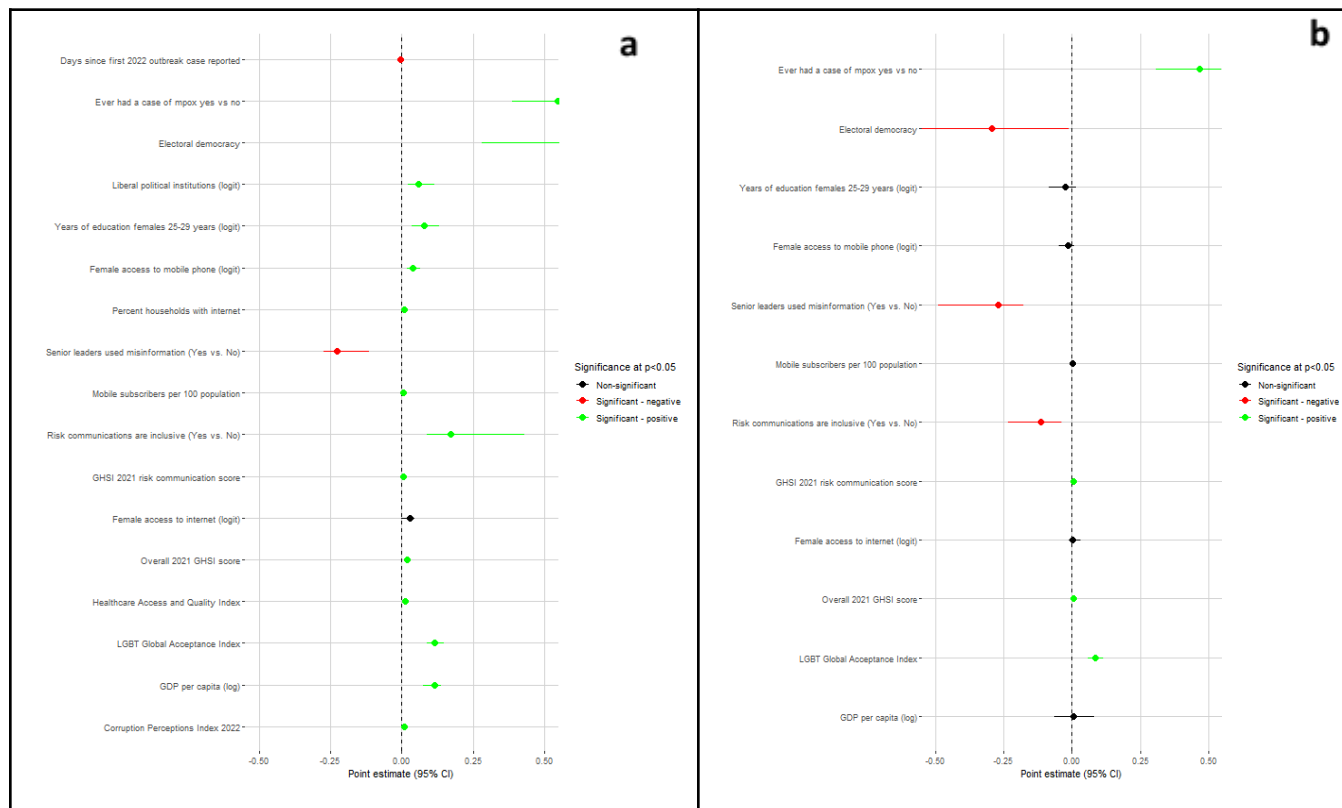 a
Days since first 2022 outbreak case reported
Ever had a case of mpox yes vs no
Electoral democracy
Liberal political institutions (logit)
Years of education females 25-29 years (logit)
Female access to mobile phone (logit)
Percent households with internet
Senior leaders used misinformation (Yes vs. No)
Mobile subscribers per 100 population
Risk communications are inclusive (Yes vs. No)
GHSI 2021 risk communication score
Female access to internet (logit)
Overall 2021 GHSI score
Healthcare Access and Quality Index
LGBT Global Acceptance Index
GDP per capita (log)
Corruption Perceptions Index 2022
-0.50 -0.25 0.00 0.25 0.50
Point estimate (95% CI)
Significance at p<0.05
Non-significant
Significant - negative
Significant - positive
b
Ever had a case of mpox yes vs no
Electoral democracy
Years of education females 25-29 years (logit)
Female access to mobile phone (logit)
Senior leaders used misinformation (Yes vs. No)
Mobile subscribers per 100 population
Risk communications are inclusive (Yes vs. No)
GHSI 2021 risk communication score
Female access to internet (logit)
Overall 2021 GHSI score
LGBT Global Acceptance Index
GDP per capita (log)
-0.50 -0.25 0.00 0.25 0.50
Point estimate (95% CI)
Significance at p<0.05
Non-significant
Significant - negative
Significant - positive